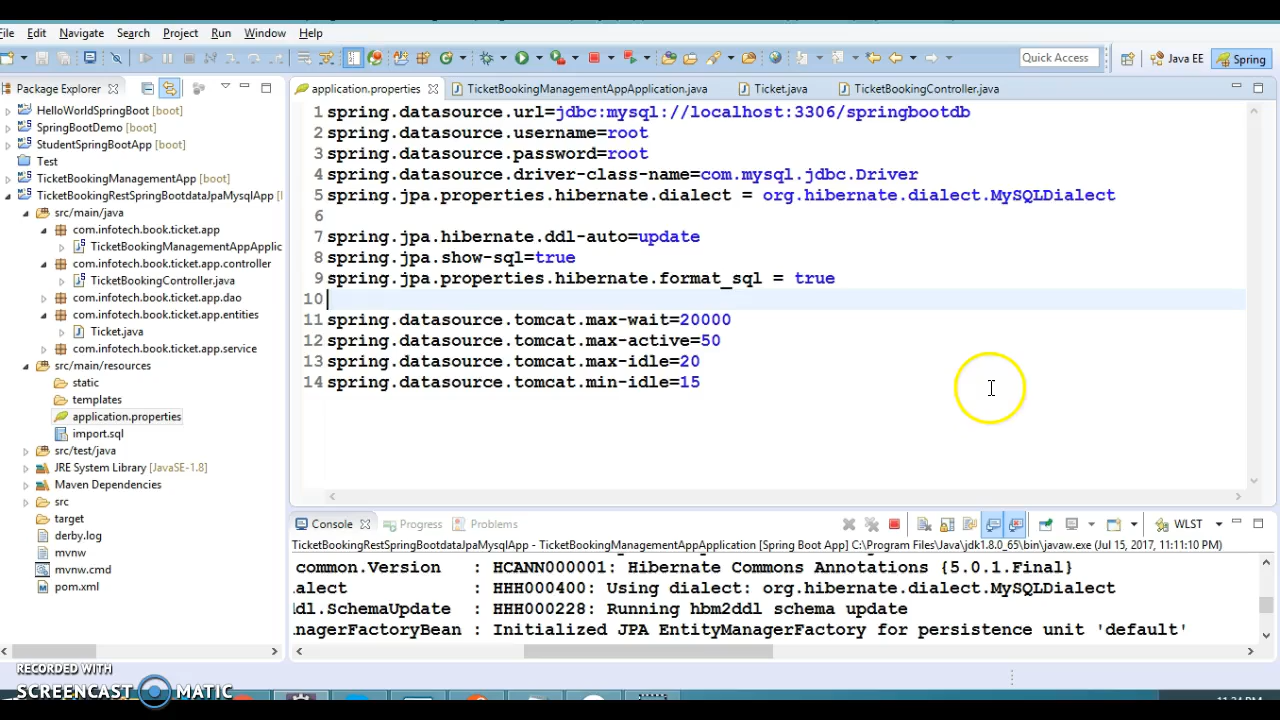 File Edit Navigate Search Project Run Window Help
Quick Access Java EE Spring
Package Explorer
application.properties TicketBookingManagementAppApplication.java Ticket.java TicketBookingController.java
HelloWorldSpringBoot [boot]
SpringBootDemo [boot]
StudentSpringBootApp [boot]
Test
TicketBookingManagementApp [boot]
TicketBookingRestSpringBootdataJpaMysqlApp [
src/main/java
com.infotech.book.ticket.app
TicketBookingManagementAppApplic
com.infotech.book.ticket.app.controller
TicketBookingController.java
com.infotech.book.ticket.app.dao
com.infotech.book.ticket.app.entities
Ticket.java
com.infotech.book.ticket.app.service
src/main/resources
static
templates
application.properties
import.sql
src/test/java
JRE System Library [JavaSE-1.8]
Maven Dependencies
src
target
derby.log
mvnw
mvnw.cmd
pom.xml
1 spring.datasource.url=jdbc:mysql://localhost:3306/springbootdb
2 spring.datasource.username=root
3 spring.datasource.password=root
4 spring.datasource.driver-class-name=com.mysql.jdbc.Driver
5 spring.jpa.properties.hibernate.dialect = org.hibernate.dialect.MySQLDialect
6
7 spring.jpa.hibernate.ddl-auto=update
8 spring.jpa.show-sql=true
9 spring.jpa.properties.hibernate.format_sql = true
10
11 spring.datasource.tomcat.max-wait=20000
12 spring.datasource.tomcat.max-active=50
13 spring.datasource.tomcat.max-idle=20
14 spring.datasource.tomcat.min-idle=15
Console Progress Problems WLST
TicketBookingRestSpringBootdataJpaMysqlApp - TicketBookingManagementAppApplication [Spring Boot App] C:\Program Files\Java\jdk1.8.0_65\bin\javaw.exe (Jul 15, 2017, 11:11:10 PM)
common.Version : HCANN000001: Hibernate Commons Annotations {5.0.1.Final}
alect : HHH000400: Using dialect: org.hibernate.dialect.MySQLDialect
dl.SchemaUpdate : HHH000228: Running hbm2ddl schema update
nagerFactoryBean : Initialized JPA EntityManagerFactory for persistence unit 'default'
RECORDED WITH
SCREENCAST MATIC